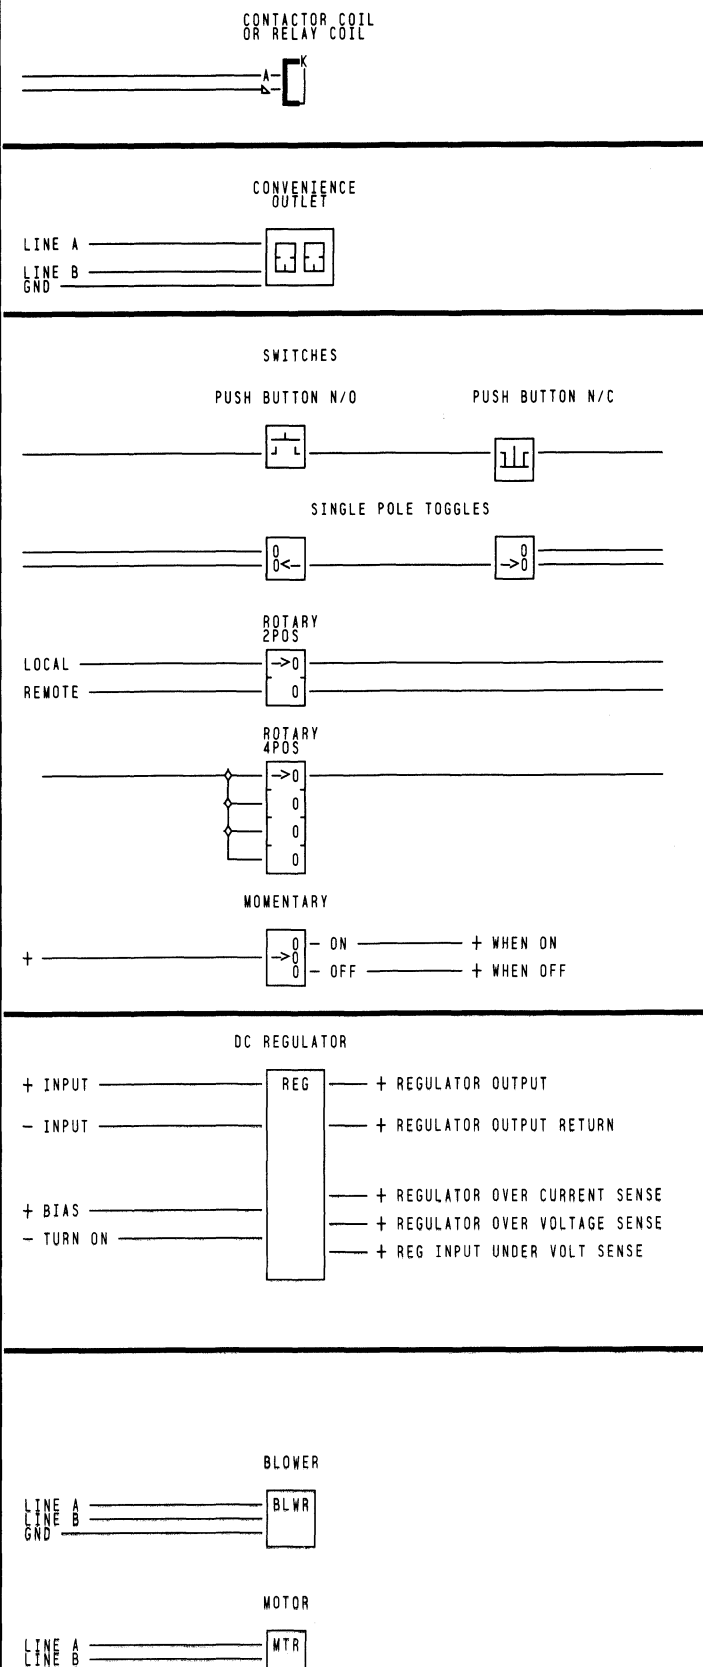 CONTACTOR COIL
OR RELAY COIL
K
A
CONVENIENCE
OUTLET
LINE A
LINE B
GND
SWITCHES
PUSH BUTTON N/O PUSH BUTTON N/C
SINGLE POLE TOGGLES
0 0
0<- ->0
ROTARY
2POS
LOCAL ->0
REMOTE 0
ROTARY
4POS
->0
0
0
0
MOMENTARY
0 - ON + WHEN ON
+ ->0
0 - OFF + WHEN OFF
DC REGULATOR
+ INPUT REG + REGULATOR OUTPUT
- INPUT + REGULATOR OUTPUT RETURN
+ REGULATOR OVER CURRENT SENSE
+ BIAS
+ REGULATOR OVER VOLTAGE SENSE
- TURN ON
+ REG INPUT UNDER VOLT SENSE
BLOWER
LINE A BLWR
LINE B
GND
MOTOR
LINE A MTR
LINE B